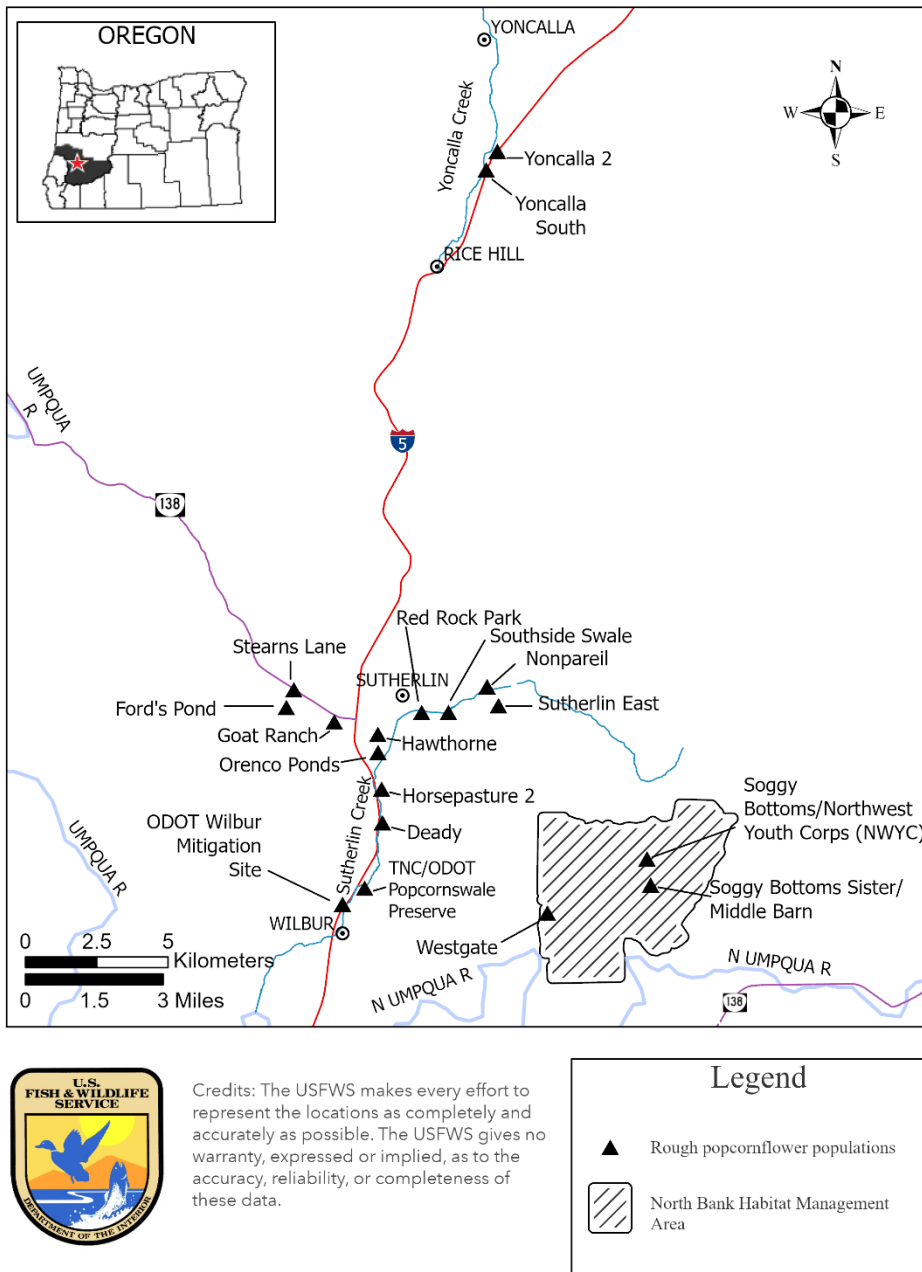 OREGON
YONCALLA
N
W
E
S
Yoncalla Creek
Yoncalla 2
Yoncalla
South
RICE HILL
UMPQUA
R
5
138
Red Rock Park
Southside Swale
Stearns Lane
Nonpareil
SUTHERLIN
Ford's Pond
Sutherlin East
Goat Ranch
Hawthorne
Orenco Ponds
Soggy
Bottoms/Northwest
Youth Corps (NWYC)
Horsepasture 2
Sutherlin Creek
ODOT Wilbur
Mitigation
Site
Deady
UMPQUA R
TNC/ODOT
Popcornswale
Preserve
Soggy Bottoms Sister/
Middle Barn
WILBUR
Westgate
0 2.5 5
Kilometers
N UMPQUA R
N UMPQUA R
0 1.5 3
Miles
138
U.S.
FISH & WILDLIFE
SERVICE
DEPARTMENT OF THE INTERIOR
Credits: The USFWS makes every effort to
represent the locations as completely and
accurately as possible. The USFWS gives no
warranty, expressed or implied, as to the
accuracy, reliability, or completeness of
these data.
Legend
Rough popcornflower populations
North Bank Habitat Management
Area